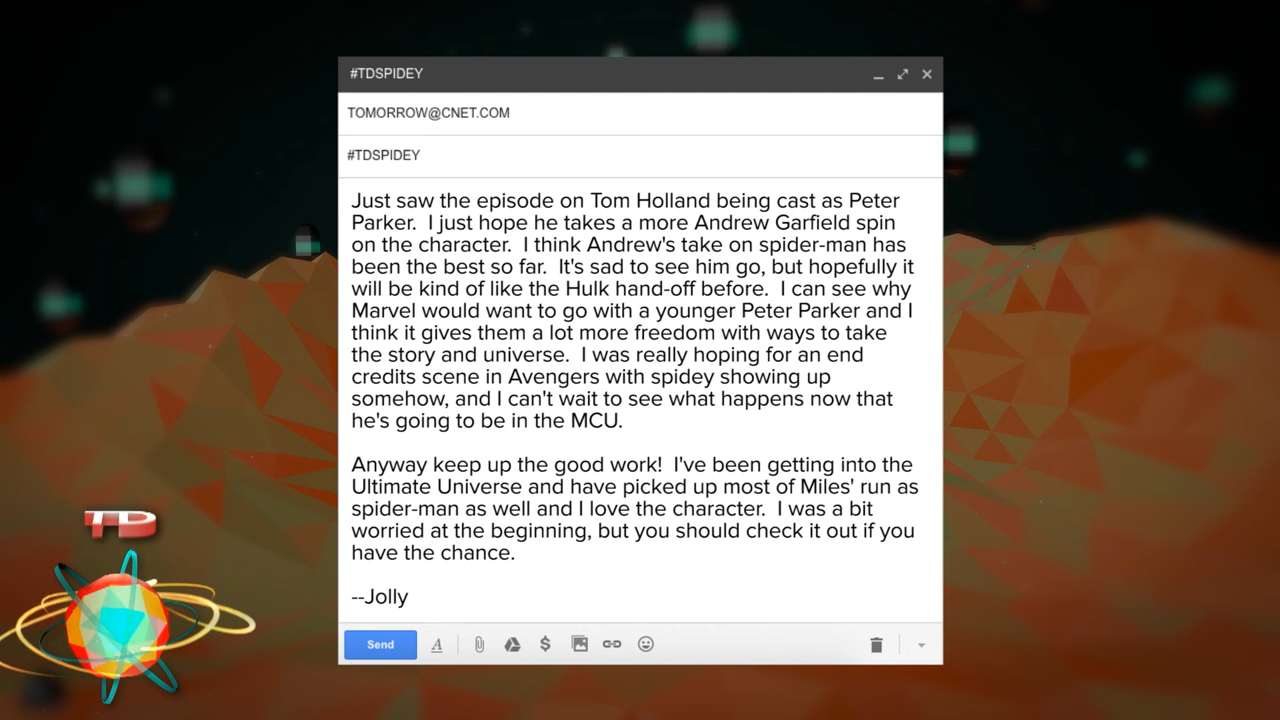 #TDSPIDEY
TOMORROW@CNET.COM
#TDSPIDEY
Just saw the episode on Tom Holland being cast as Peter
Parker.  I just hope he takes a more Andrew Garfield spin
on the character.  I think Andrew's take on spider-man has
been the best so far.  It's sad to see him go, but hopefully it
will be kind of like the Hulk hand-off before.  I can see why
Marvel would want to go with a younger Peter Parker and I
think it gives them a lot more freedom with ways to take
the story and universe.  I was really hoping for an end
credits scene in Avengers with spidey showing up
somehow, and I can't wait to see what happens now that
he's going to be in the MCU.
Anyway keep up the good work!  I've been getting into the
Ultimate Universe and have picked up most of Miles' run as
spider-man as well and I love the character.  I was a bit
worried at the beginning, but you should check it out if you
have the chance.
--Jolly
TD
Send A $